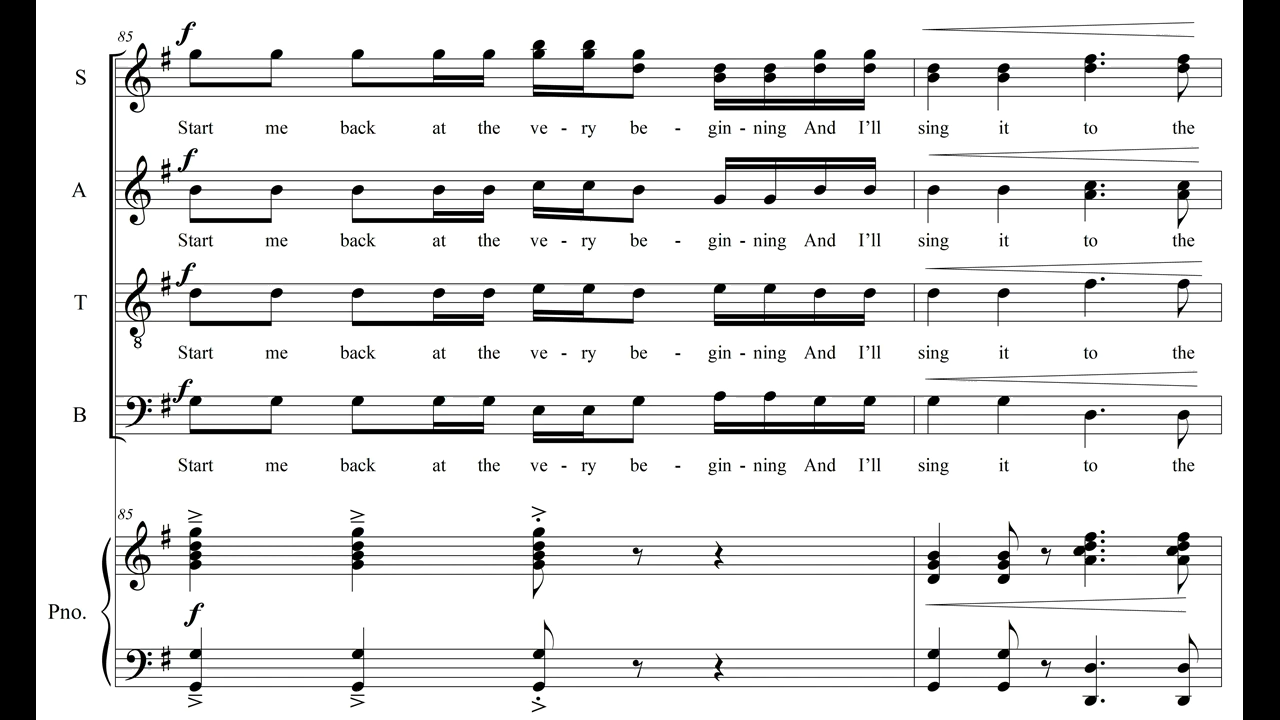 f
85
S
Start me back at the ve - ry be - gin - ning And I’ll sing it to the
f
A
Start me back at the ve - ry be - gin - ning And I’ll sing it to the
f
T
8
Start me back at the ve - ry be - gin - ning And I’ll sing it to the
f
B
Start me back at the ve - ry be - gin - ning And I’ll sing it to the
85
Pno.
f